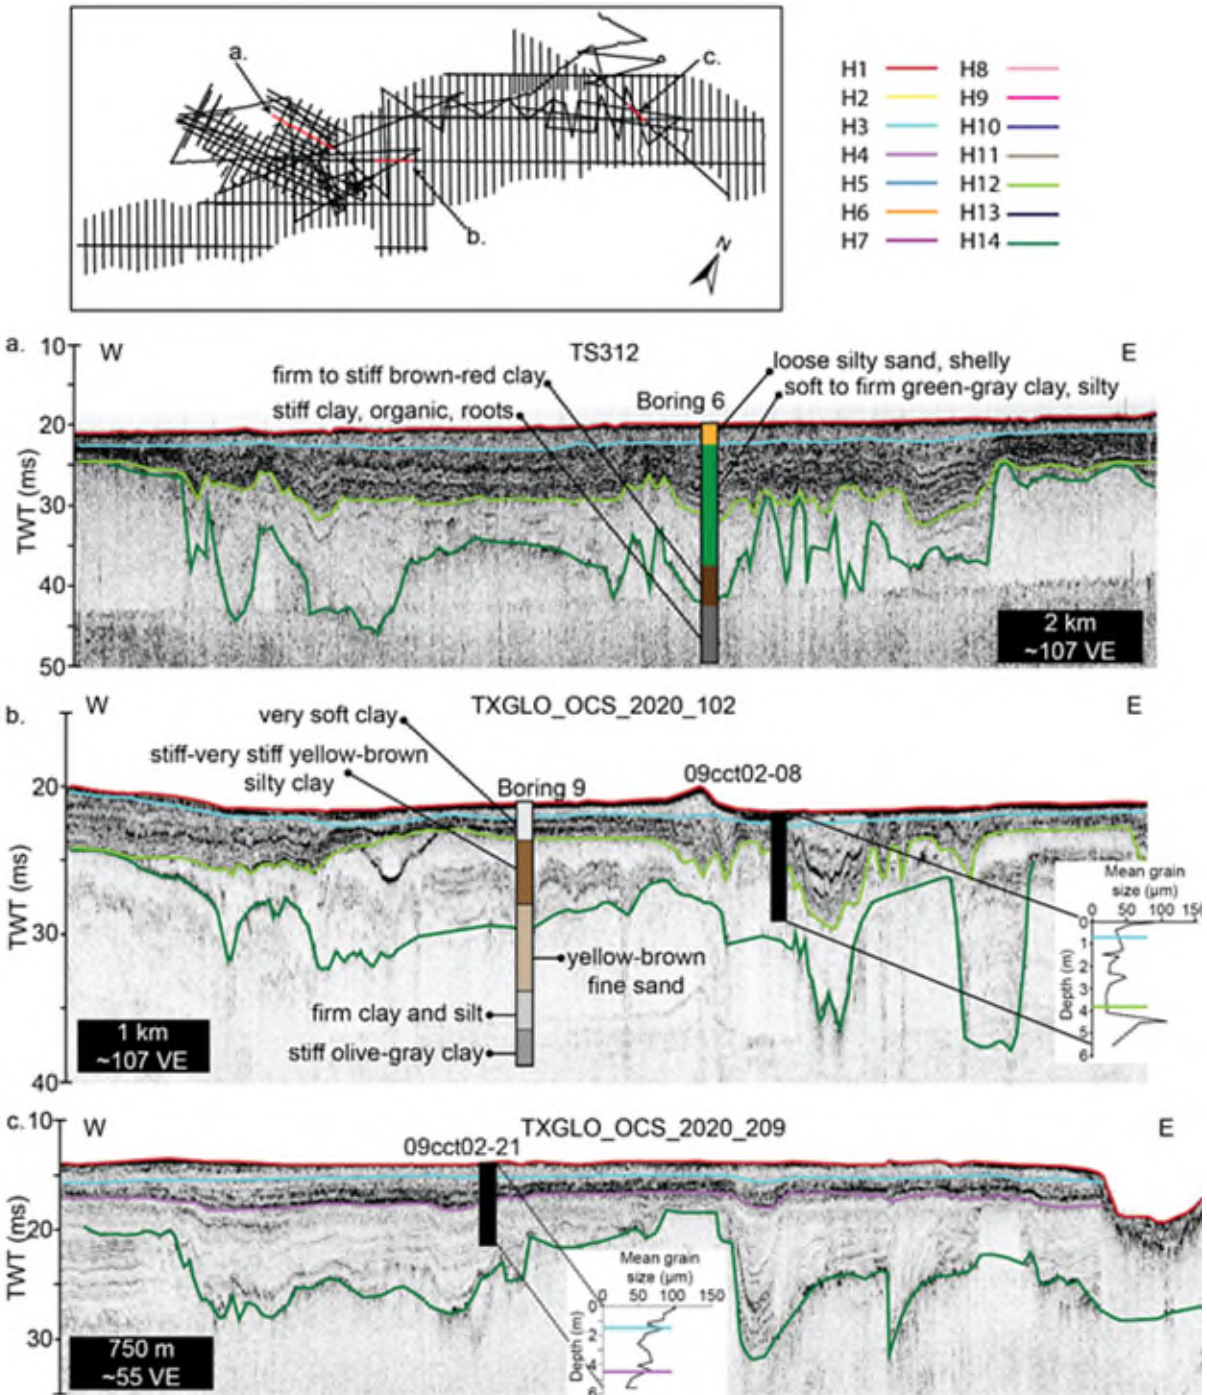 a.
c.
b.
N
H1 H8
H2 H9
H3 H10
H4 H11
H5 H12
H6 H13
H7 H14
a.
W TS312 E
firm to stiff brown-red clay
stiff clay, organic, roots
Boring 6
loose silty sand, shelly
soft to firm green-gray clay, silty
TWT (ms)
10
20
30
40
50
2 km
~107 VE
b.
W TXGLO_OCS_2020_102 E
very soft clay
stiff-very stiff yellow-brown
silty clay
Boring 9
09cct02-08
yellow-brown
fine sand
firm clay and silt
stiff olive-gray clay
TWT (ms)
20
30
40
1 km
~107 VE
Mean grain
size (µm)
0 50 100 15
Depth (m)
0
1
2
3
4
5
6
c.
W TXGLO_OCS_2020_209 E
09cct02-21
TWT (ms)
10
20
30
750 m
~55 VE
Mean grain
size (µm)
0 50 100 150
Depth (m)
0
2
4
6